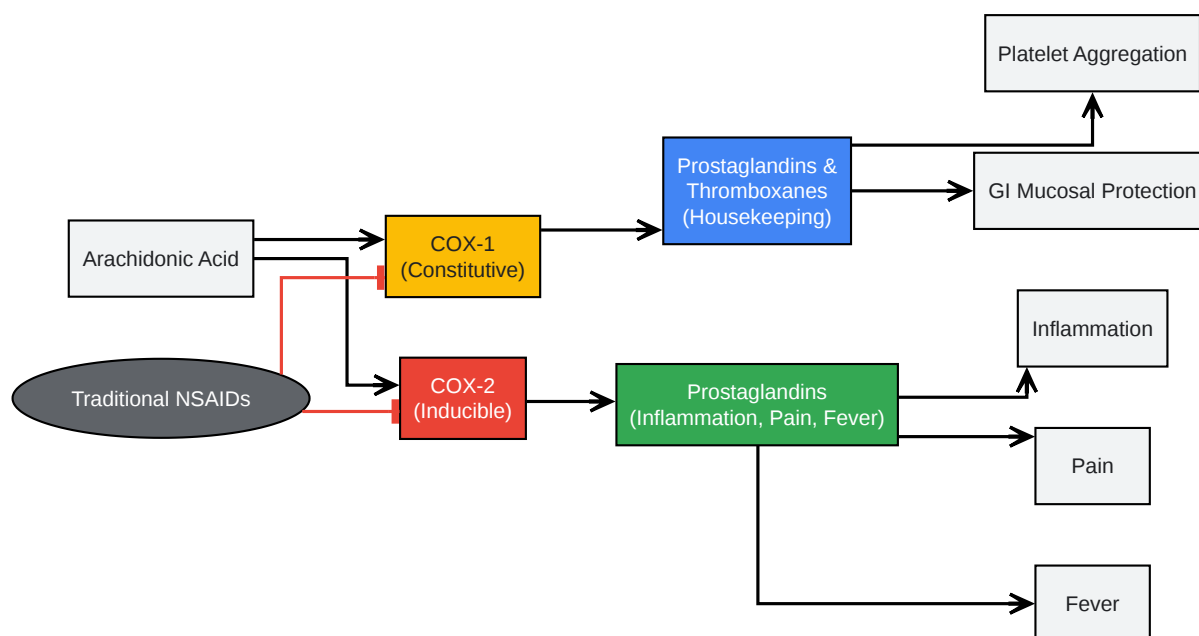 Platelet Aggregation
Prostaglandins &
Thromboxanes
(Housekeeping)
GI Mucosal Protection
Arachidonic Acid
COX-1
(Constitutive)
Inflammation
Traditional NSAIDs
COX-2
(Inducible)
Prostaglandins
(Inflammation, Pain, Fever)
Pain
Fever